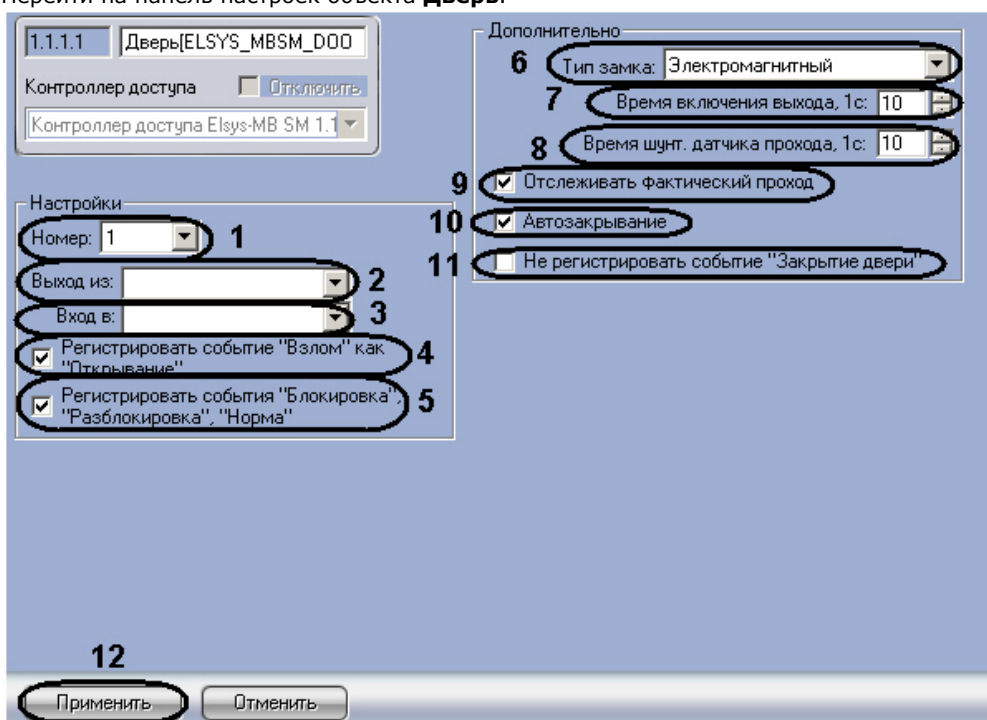 Перейти на панель настроек объекта Дверь.
1.1.1.1 Дверь[ELSYS_MBSM_DOO
Контроллер доступа Отключить
Контроллер доступа Elsys-MB SM 1.1
Настройки
Номер: 1 1
Выход из: 2
Вход в: 3
Регистрировать событие "Взлом" как
"Открывание" 4
Регистрировать события "Блокировка",
"Разблокировка", "Норма" 5
Дополнительно
6 Тип замка: Электромагнитный
7 Время включения выхода, 1с: 10
8 Время шунт. датчика прохода, 1с: 10
9 Отслеживать фактический проход
10 Автозакрывание
11 Не регистрировать событие "Закрытие двери"
12
Применить Отменить